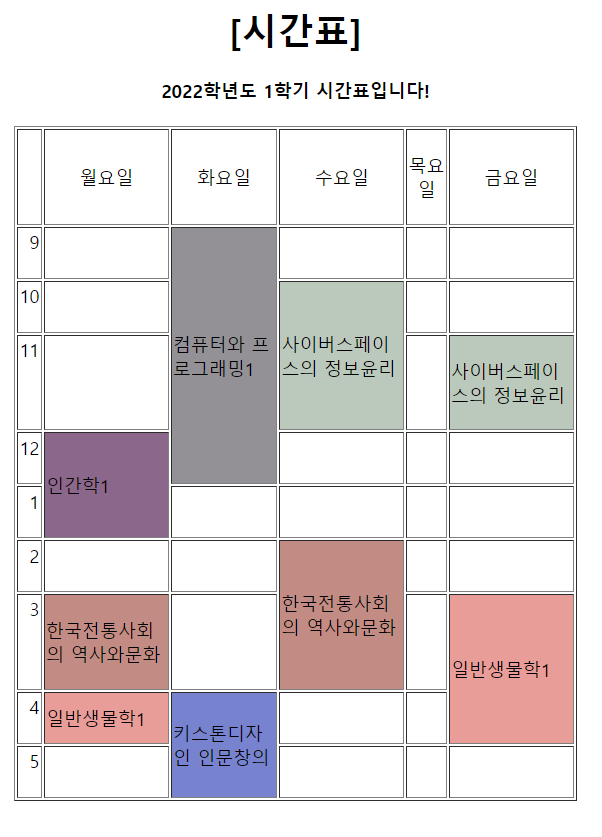 [시간표]
2022학년도 1학기 시간표입니다!
월요일 화요일 수요일 목요 금요일
일
9
10
11
컴퓨터와 프
로그래밍1
사이버스페이
스의 정보윤리
사이버스페이
스의 정보윤리
12
인간학1
1
2
한국전통사회
의 역사와문화
3
한국전통사회
의 역사와문화
일반생물학1
4
일반생물학1
키스톤디자
인 인문창의
5